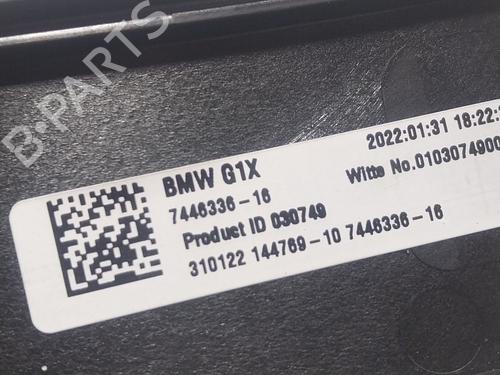 B-PARTS
BMW G1X
7446336-16
Product ID 030749
310122 144769-10 7446336-16
2022:01:31 18:22:
Witte No.0103074900